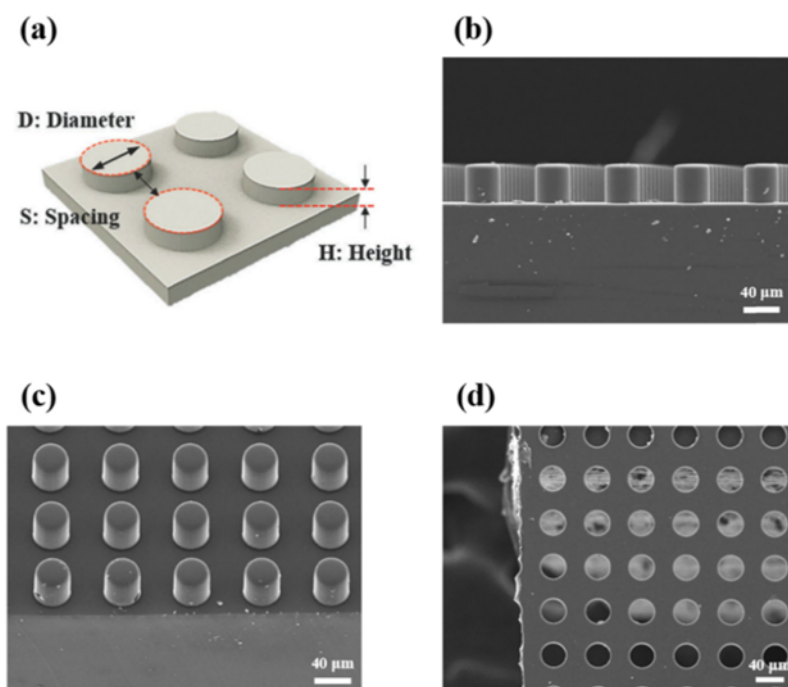 (a)
D: Diameter
S: Spacing
H: Height
(b)
40 μm
(c)
40 μm
(d)
40 μm